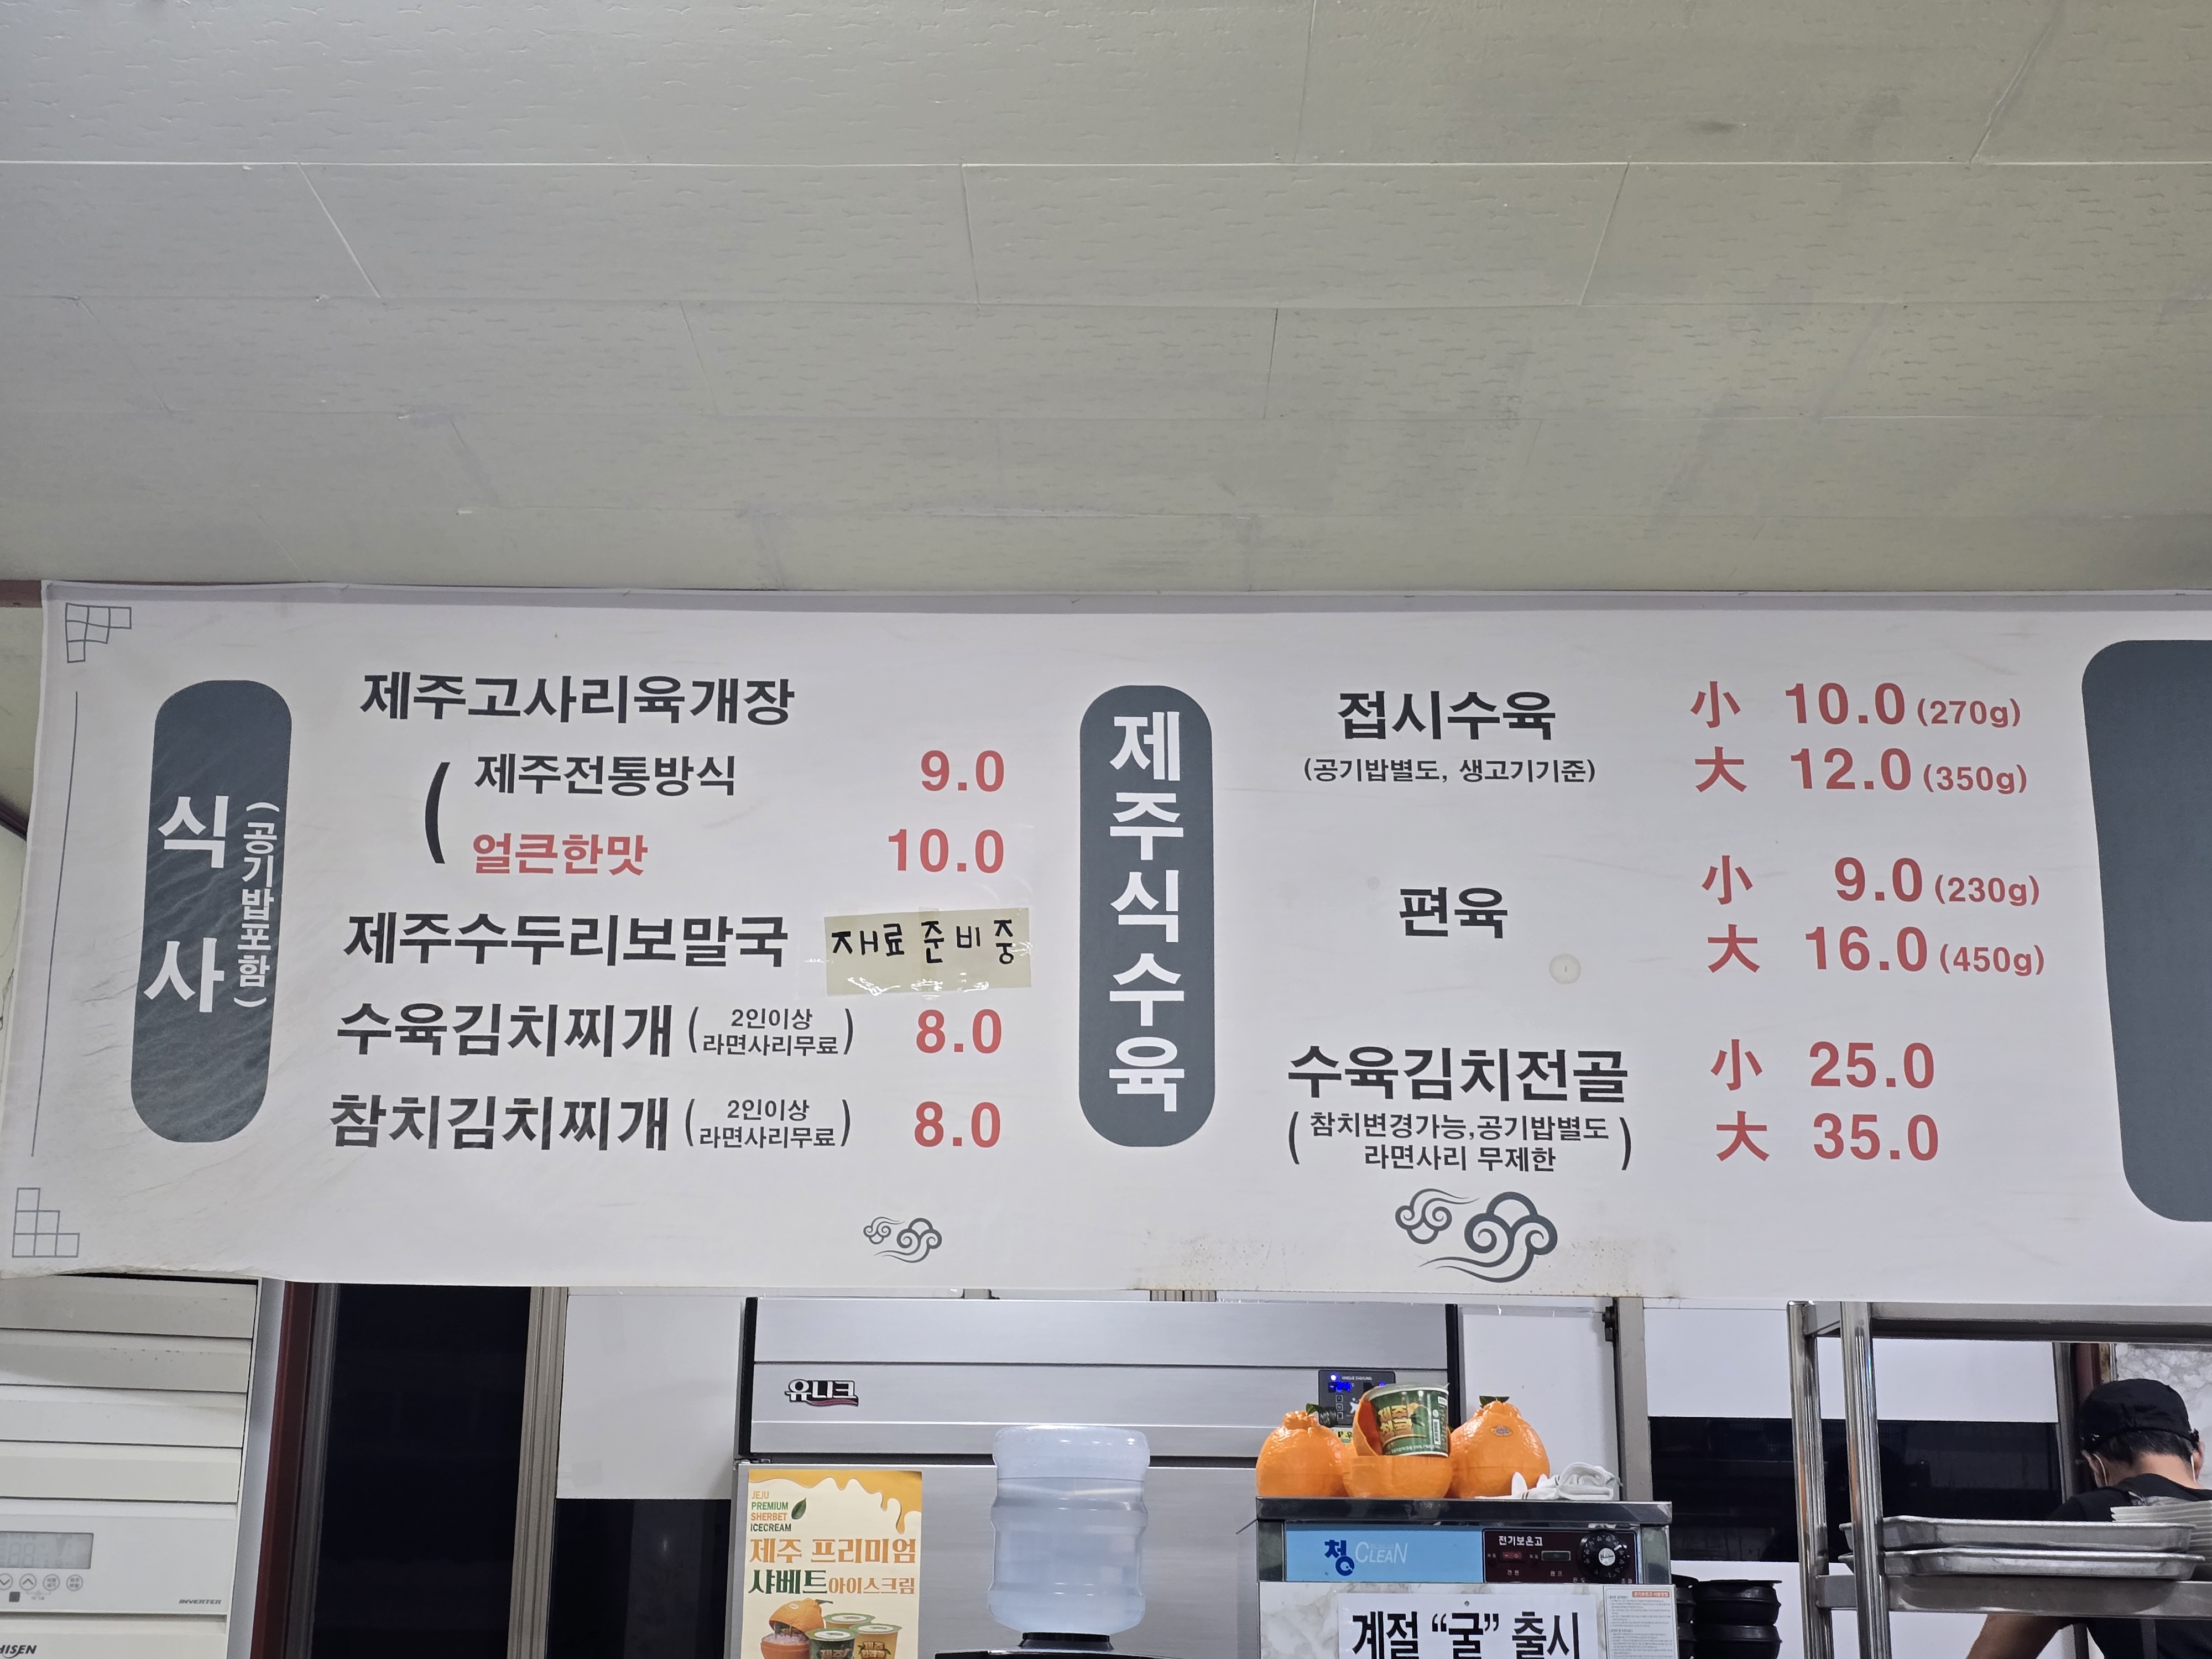 식사
(공기밥포함)
제주고사리육개장
제주전통방식 9.0
얼큰한맛 10.0
제주수두리보말국 재료 준비 중
수육김치찌개 (2인이상 라면사리무료) 8.0
참치김치찌개 (2인이상 라면사리무료) 8.0
제주식수육
접시수육 小 10.0 (270g)
(공기밥별도, 생고기기준) 大 12.0 (350g)
편육 小 9.0 (230g)
大 16.0 (450g)
수육김치전골 小 25.0
(참치변경가능,공기밥별도 라면사리 무제한) 大 35.0
유니크
JEJU
PREMIUM
SHERBET
ICECREAM
제주 프리미엄
샤베트아이스크림
청 CLEAN
전기보온고
계절 “굴” 출시
INVERTER
HISEN